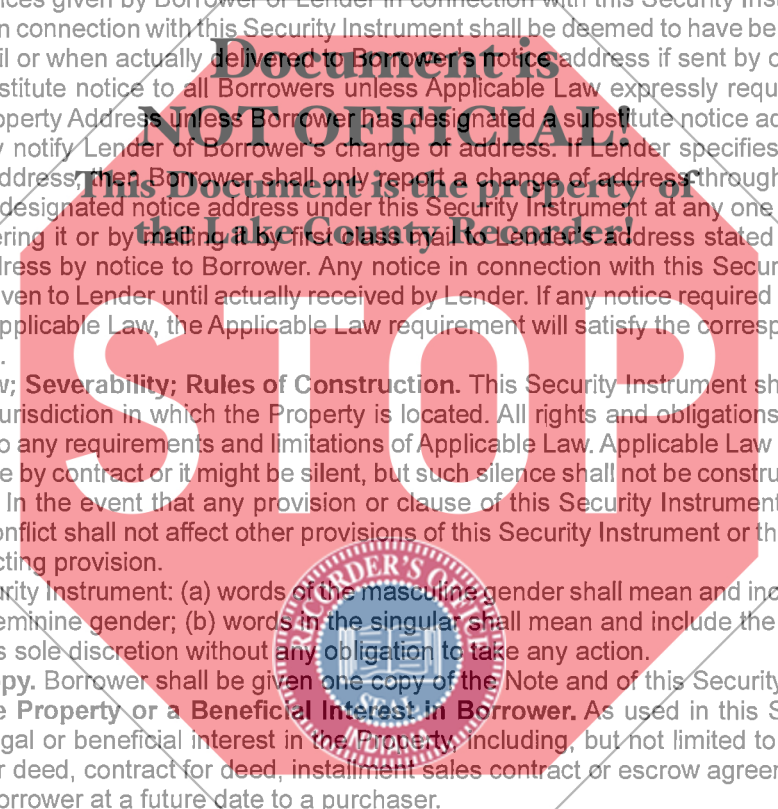 ces given by Borrower or Lender in connection with this Security Inst
n connection with this Security Instrument shall be deemed to have be
il or when actually delivered to Borrower's notice address if sent by o
stitute notice to all Borrowers unless Applicable Law expressly requ
operty Address unless Borrower has designated a substitute notice ad
y notify Lender of Borrower's change of address. If Lender specifies
ddress, then Borrower shall only report a change of address through
designated notice address under this Security Instrument at any one
ering it or by mailing it by first class mail to Lender's address stated
dress by notice to Borrower. Any notice in connection with this Secur
ven to Lender until actually received by Lender. If any notice required
pplicable Law, the Applicable Law requirement will satisfy the corresp
.
w; Severability; Rules of Construction. This Security Instrument sh
urisdiction in which the Property is located. All rights and obligations
o any requirements and limitations of Applicable Law. Applicable Law
e by contract or it might be silent, but such silence shall not be constru
In the event that any provision or clause of this Security Instrument
onflict shall not affect other provisions of this Security Instrument or th
cting provision.
urity Instrument: (a) words of the masculine gender shall mean and inc
eminine gender; (b) words in the singular shall mean and include the
s sole discretion without any obligation to take any action.
opy. Borrower shall be given one copy of the Note and of this Security
e Property or a Beneficial Interest in Borrower. As used in this S
gal or beneficial interest in the Property, including, but not limited to
r deed, contract for deed, installment sales contract or escrow agreem
orrower at a future date to a purchaser.
Document is
NOT OFFICIAL!
This Document is the property of
the Lake County Recorder!
STOP
RECORDER'S OFFICE